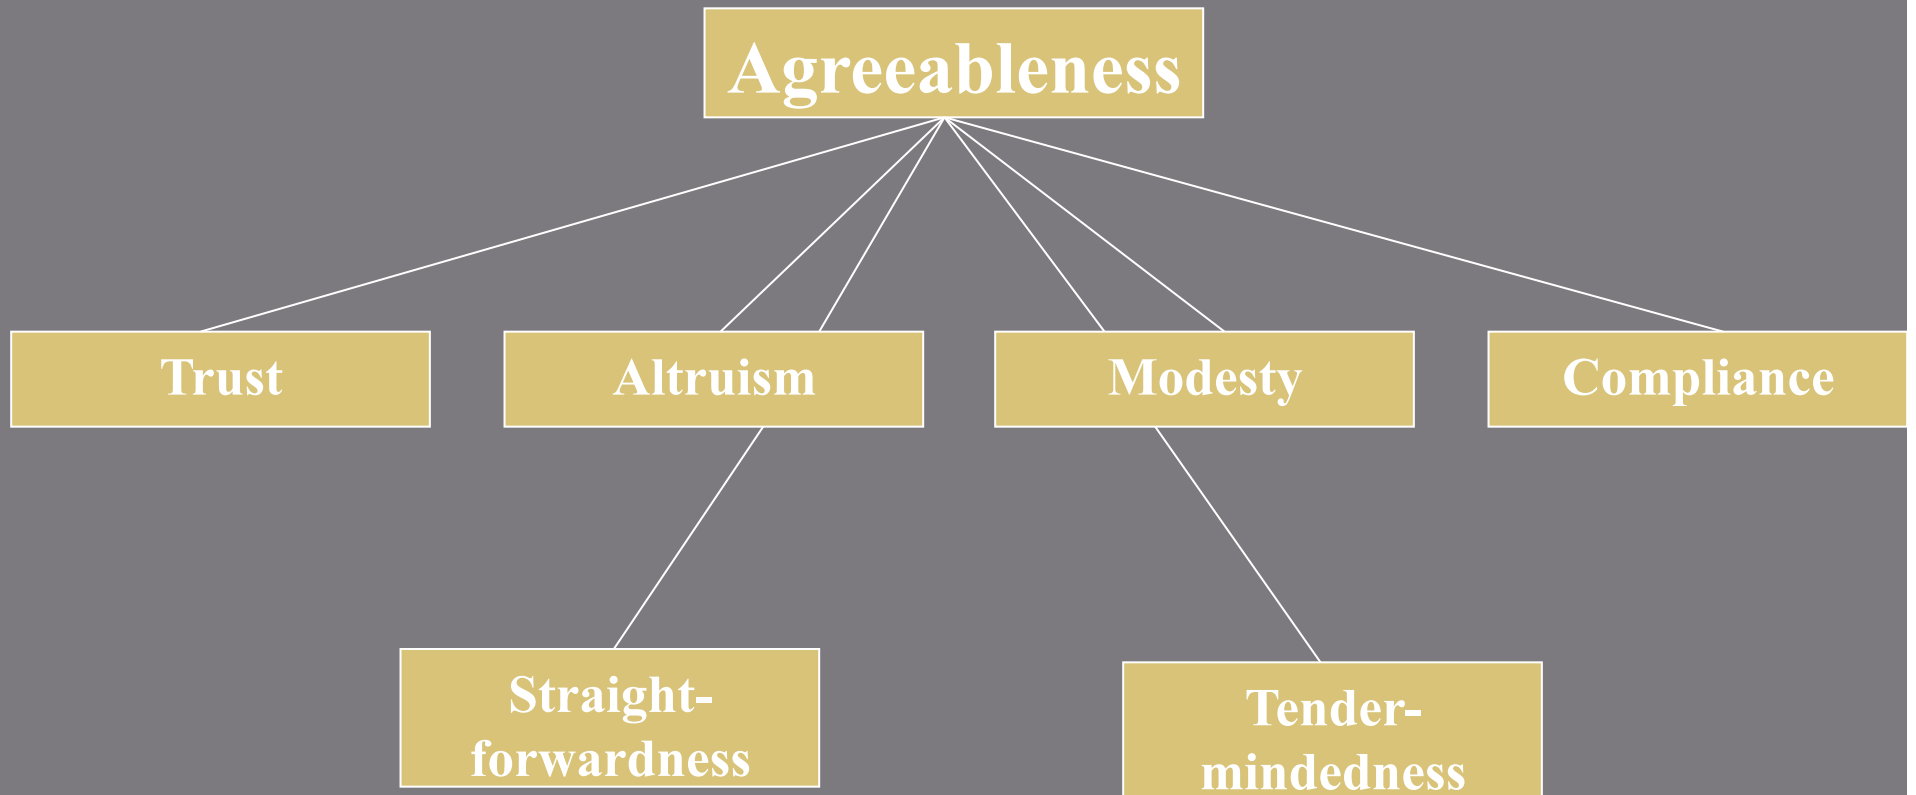 Agreeableness
Trust
Altruism
Modesty
Compliance
Straight-
forwardness
Tender-
mindedness